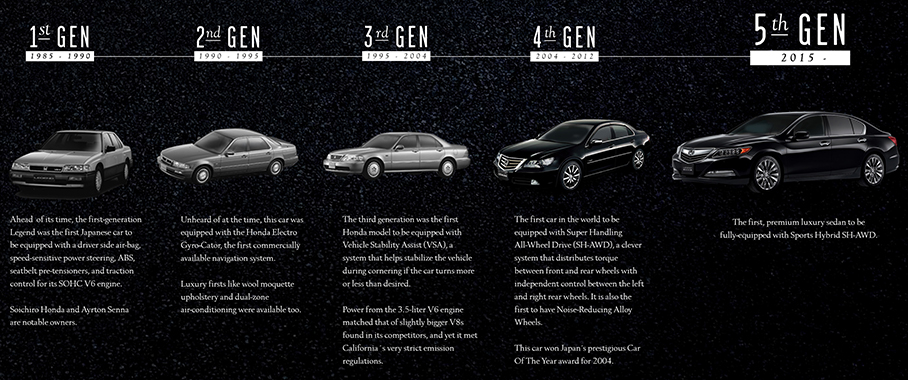 1st GEN
1985 - 1990
2nd GEN
1990 - 1995
3rd GEN
1995 - 2004
4th GEN
2004 - 2012
5th GEN
2015 -
Ahead of its time, the first-generation
Legend was the first Japanese car to
be equipped with a driver side air-bag,
speed-sensitive power steering, ABS,
seatbelt pre-tensioners, and traction
control for its SOHC V6 engine.
Soichiro Honda and Ayrton Senna
are notable owners.
Unheard of at the time, this car was
equipped with the Honda Electro
Gyro-Cator, the first commercially
available navigation system.
Luxury firsts like wool moquette
upholstery and dual-zone
air-conditioning were available too.
The third generation was the first
Honda model to be equipped with
Vehicle Stability Assist (VSA), a
system that helps stabilize the vehicle
during cornering if the car turns more
or less than desired.
Power from the 3.5-liter V6 engine
matched that of slightly bigger V8s
found in its competitors, and yet it met
California`s very strict emission
regulations.
The first car in the world to be
equipped with Super Handling
All-Wheel Drive (SH-AWD), a clever
system that distributes torque
between front and rear wheels with
independent control between the left
and right rear wheels. It is also the
first to have Noise-Reducing Alloy
Wheels.
This car won Japan`s prestigious Car
Of The Year award for 2004.
The first, premium luxury sedan to be
fully-equipped with Sports Hybrid SH-AWD.